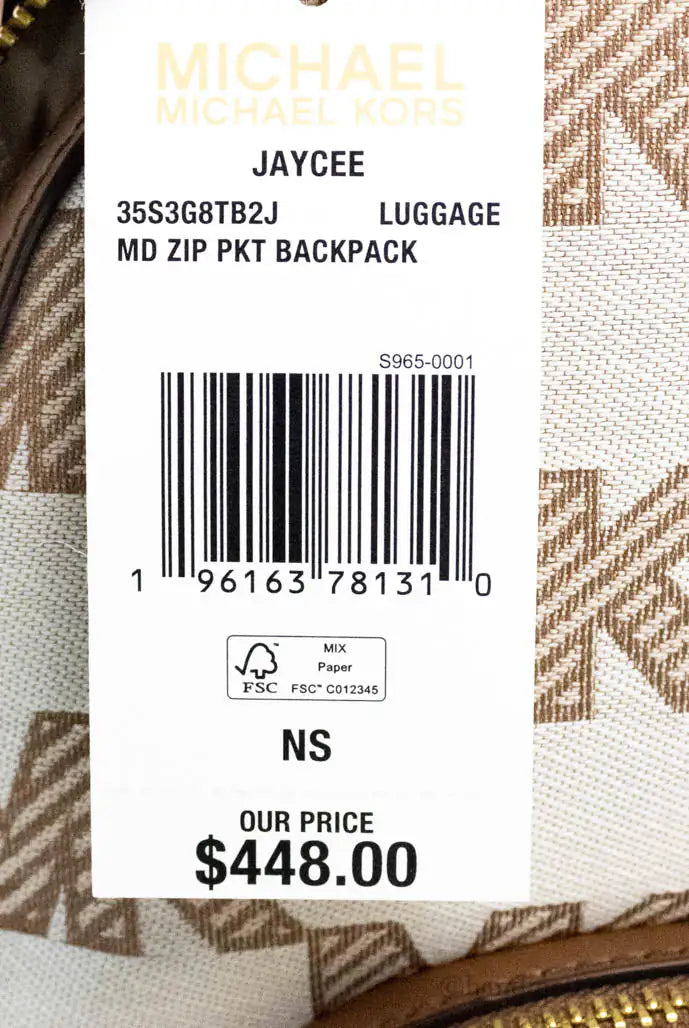 MICHAEL
MICHAEL KORS
JAYCEE
35S3G8TB2J LUGGAGE
MD ZIP PKT BACKPACK
S965-0001
1 96163 78131 0
MIX
Paper
FSC™ C012345
FSC
NS
OUR PRICE
$448.00